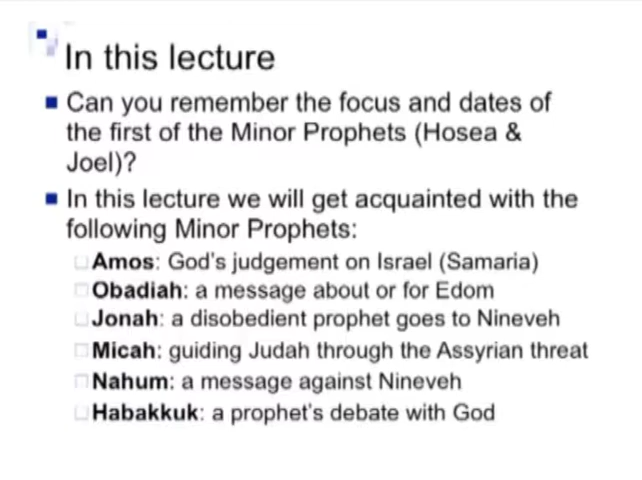 In this lecture
Can you remember the focus and dates of
the first of the Minor Prophets (Hosea &
Joel)?
In this lecture we will get acquainted with the
following Minor Prophets:
Amos: God's judgement on Israel (Samaria)
Obadiah: a message about or for Edom
Jonah: a disobedient prophet goes to Nineveh
Micah: guiding Judah through the Assyrian threat
Nahum: a message against Nineveh
Habakkuk: a prophet's debate with God